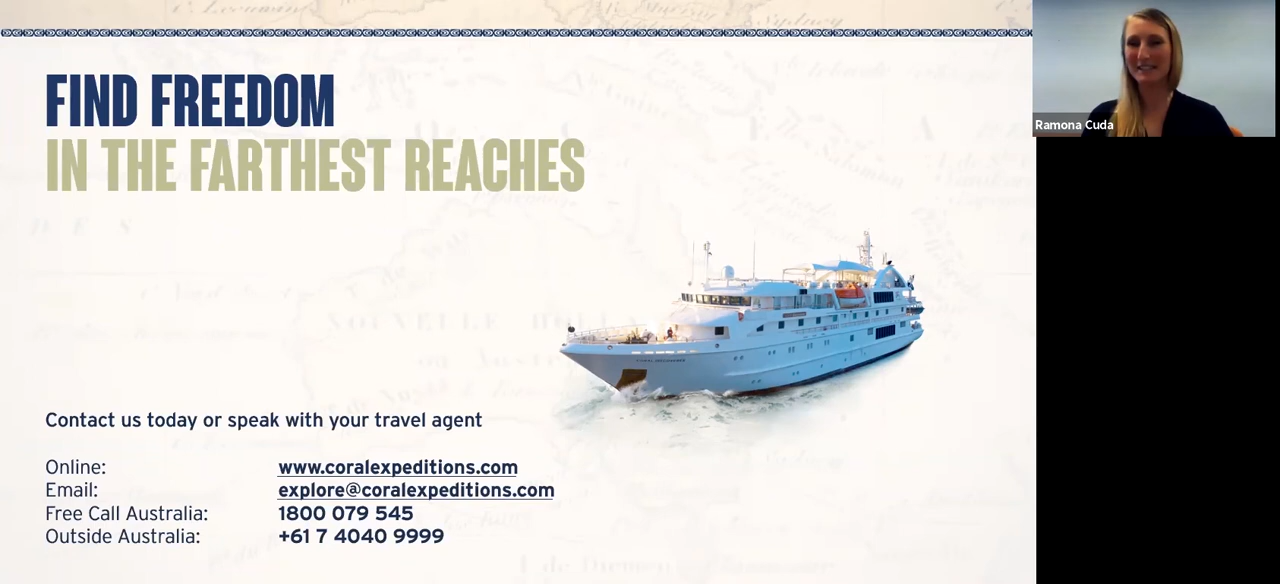 FIND FREEDOM
IN THE FARTHEST REACHES
Ramona Cuda
Contact us today or speak with your travel agent
Online: www.coralexpeditions.com
Email: explore@coralexpeditions.com
Free Call Australia: 1800 079 545
Outside Australia: +61 7 4040 9999